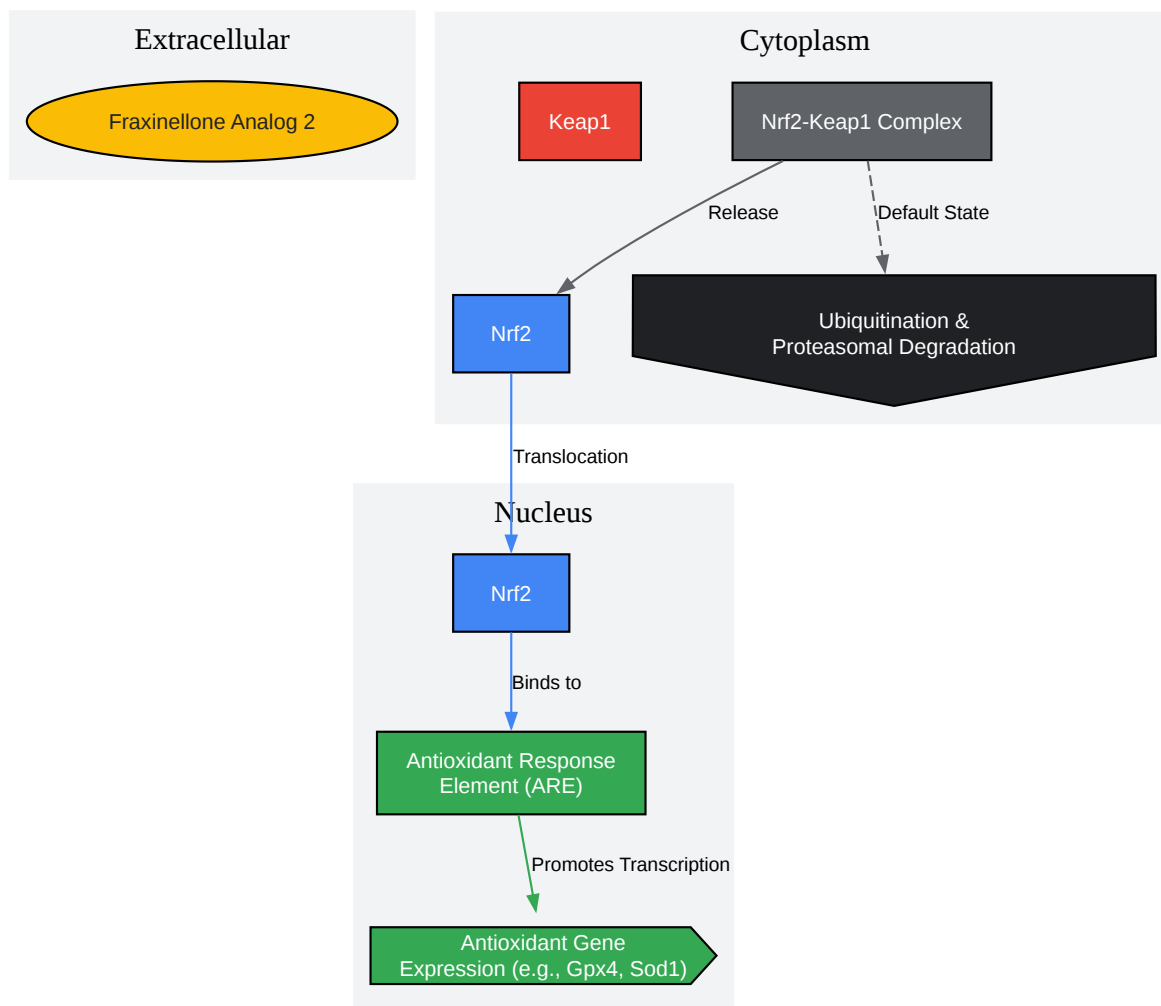 Extracellular
Fraxinellone Analog 2
Cytoplasm
Keap1
Nrf2-Keap1 Complex
Release
Default State
Nrf2
Ubiquitination &
Proteasomal Degradation
Translocation
Nucleus
Nrf2
Binds to
Antioxidant Response
Element (ARE)
Promotes Transcription
Antioxidant Gene
Expression (e.g., Gpx4, Sod1)